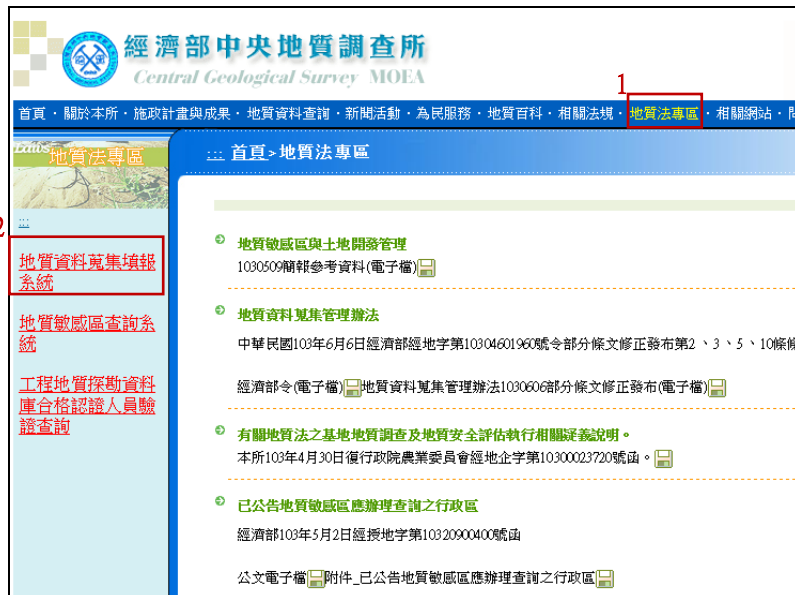 經濟部中央地質調查所
Central Geological Survey MOEA
1
首頁・關於本所・施政計畫與成果・地質資料查詢・新聞活動・為民服務・地質百科・相關法規・地質法專區・相關網站・
地質法專區
::: 首頁>地質法專區
2
:::
地質資料蒐集填報
系統
地質敏感區查詢系
統
工程地質探勘資料
庫合格認證人員驗
證查詢
地質敏感區與土地開發管理
1030509簡報參考資料(電子檔)
地質資料蒐集管理辦法
中華民國103年6月6日經濟部經地字第10304601960號令部分條文修正發布第2、3、5、10條
經濟部令(電子檔)地質資料蒐集管理辦法1030606部分條文修正發布(電子檔)
有關地質法之基地地質調查及地質安全評估執行相關疑義說明。
本所103年4月30日復行政院農業委員會經地企字第10300023720號函。
已公告地質敏感區應辦理查詢之行政區
經濟部103年5月2日經授地字第10320900400號函
公文電子檔附件_已公告地質敏感區應辦理查詢之行政區